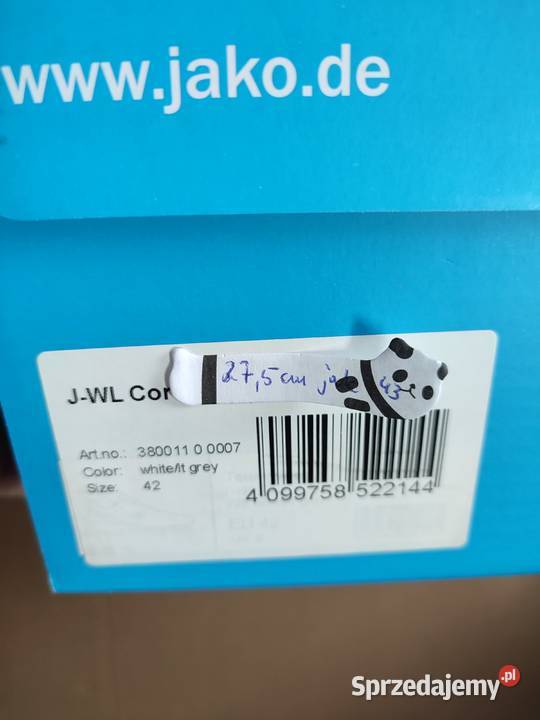 www.jako.de
J-WL Cor
27,5 cm jak 43
Art.no.: 380011 0 0007
Color: white/lt grey
Size: 42
4 099758 522144
Sprzedajemy.pl